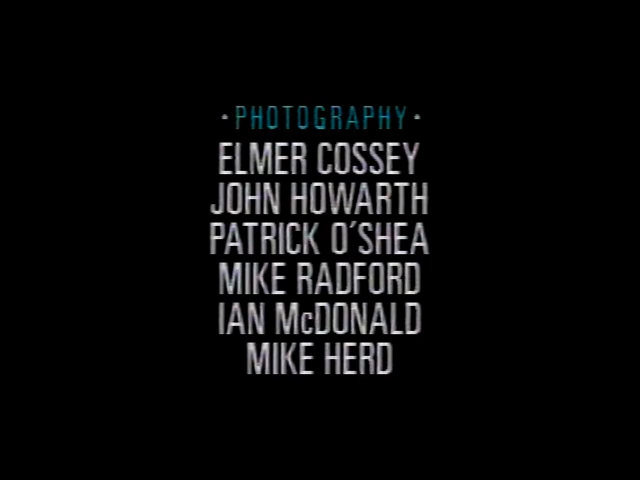 • PHOTOGRAPHY •
ELMER COSSEY
JOHN HOWARTH
PATRICK O'SHEA
MIKE RADFORD
IAN McDONALD
MIKE HERD